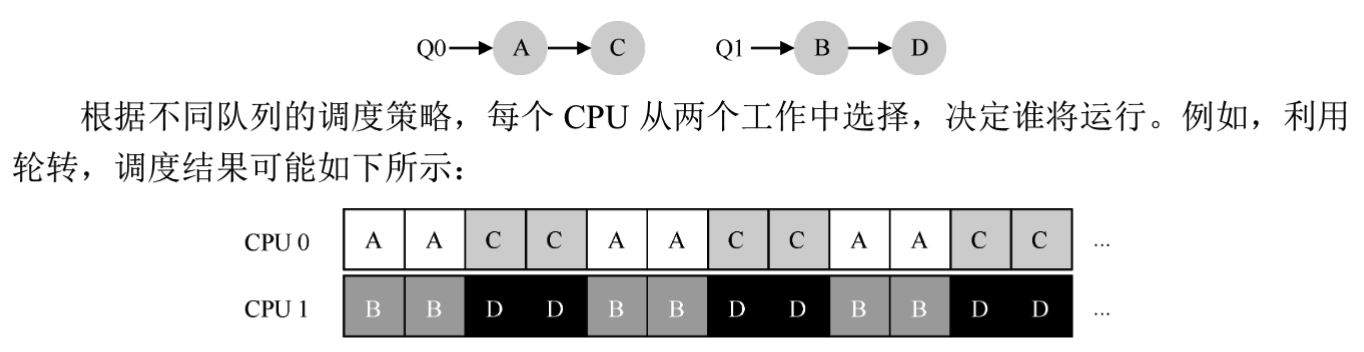 Q0 A C Q1 B D
根据不同队列的调度策略，每个 CPU 从两个工作中选择，决定谁将运行。例如，利用
轮转，调度结果可能如下所示：
CPU 0 A A C C A A C C A A C C ...
CPU 1 B B D D B B D D B B D D ...